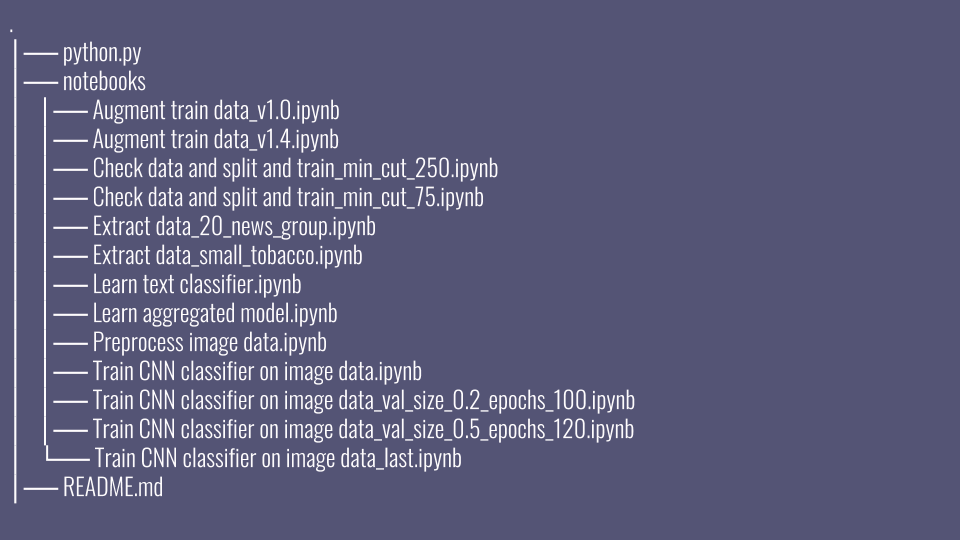 .
├── python.py
├── notebooks
│   ├── Augment train data_v1.0.ipynb
│   ├── Augment train data_v1.4.ipynb
│   ├── Check data and split and train_min_cut_250.ipynb
│   ├── Check data and split and train_min_cut_75.ipynb
│   ├── Extract data_20_news_group.ipynb
│   ├── Extract data_small_tobacco.ipynb
│   ├── Learn text classifier.ipynb
│   ├── Learn aggregated model.ipynb
│   ├── Preprocess image data.ipynb
│   ├── Train CNN classifier on image data.ipynb
│   ├── Train CNN classifier on image data_val_size_0.2_epochs_100.ipynb
│   ├── Train CNN classifier on image data_val_size_0.5_epochs_120.ipynb
│   └── Train CNN classifier on image data_last.ipynb
├── README.md